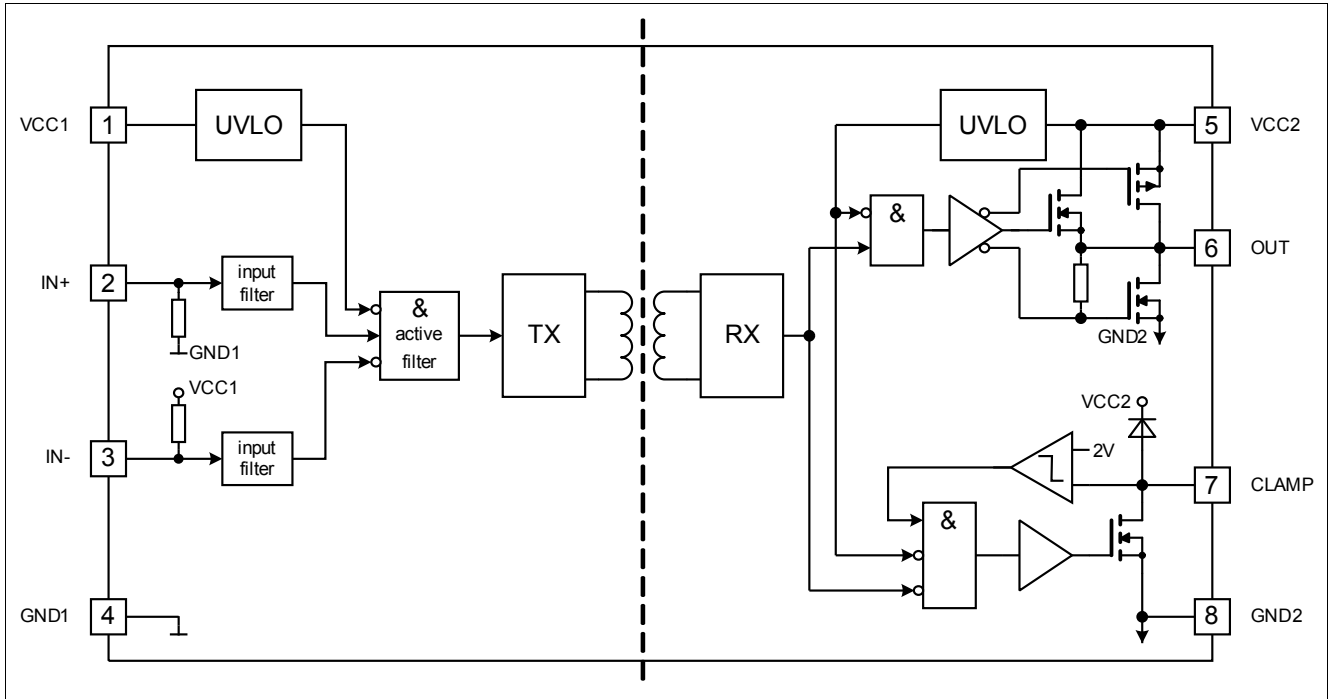 VCC1
1
UVLO
IN+
2
input
filter
GND1
VCC1
IN-
3
input
filter
GND1
4
&
active
filter
TX
RX
UVLO
5
VCC2
&
6
OUT
GND2
VCC2
2V
7
CLAMP
&
8
GND2